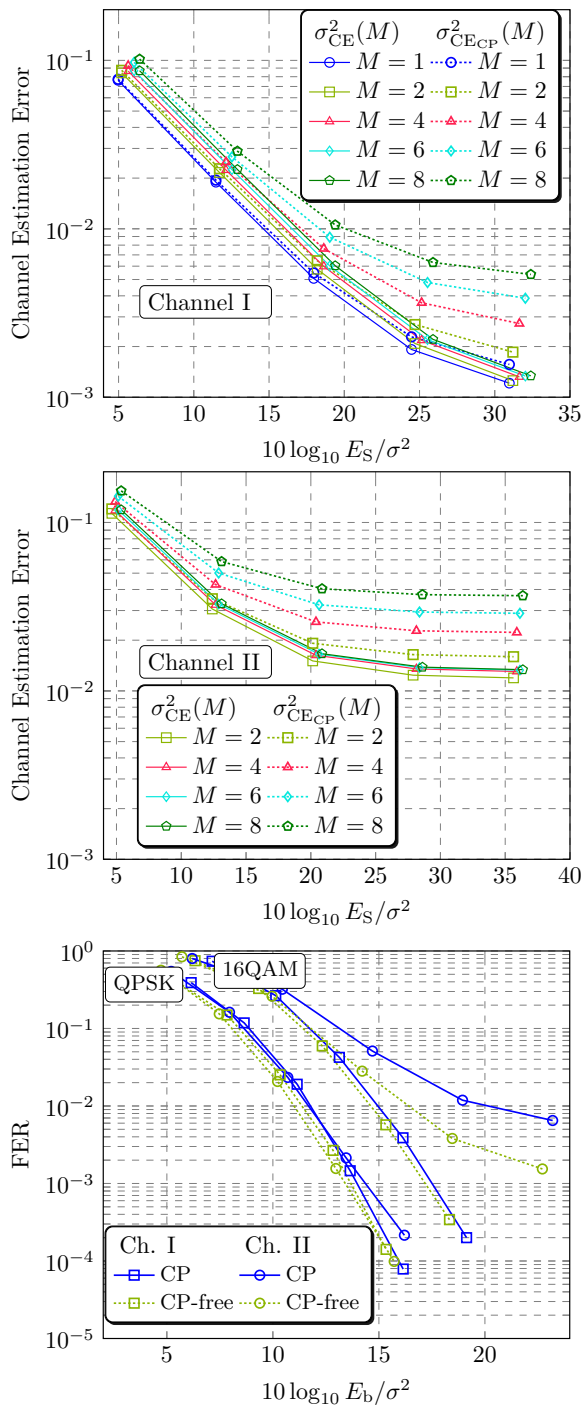 σ²_CE(M) σ²_CE_CP(M)
M = 1 M = 1
M = 2 M = 2
M = 4 M = 4
M = 6 M = 6
M = 8 M = 8
10⁻¹
10⁻²
10⁻³
Channel Estimation Error
Channel I
5 10 15 20 25 30 35
10 log₁₀ E_S/σ²
10⁻¹
10⁻²
10⁻³
Channel Estimation Error
Channel II
σ²_CE(M) σ²_CE_CP(M)
M = 2 M = 2
M = 4 M = 4
M = 6 M = 6
M = 8 M = 8
5 10 15 20 25 30 35 40
10 log₁₀ E_S/σ²
10⁰
10⁻¹
10⁻²
10⁻³
10⁻⁴
10⁻⁵
FER
QPSK
16QAM
Ch. I Ch. II
CP CP
CP-free CP-free
5 10 15 20
10 log₁₀ E_b/σ²